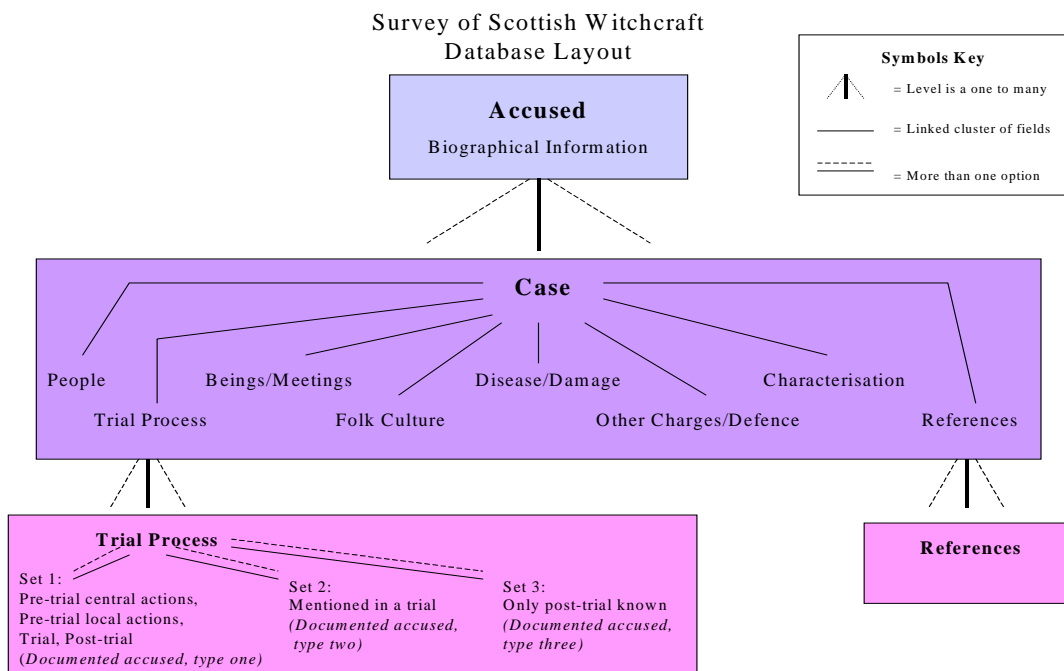 Survey of Scottish Witchcraft
Database Layout
Symbols Key
= Level is a one to many
= Linked cluster of fields
= More than one option
Accused
Biographical Information
Case
People
Beings/Meetings
Disease/Damage
Characterisation
Trial Process
Folk Culture
Other Charges/Defence
References
Trial Process
Set 1:
Pre-trial central actions,
Pre-trial local actions,
Trial, Post-trial
(Documented accused, type one)
Set 2:
Mentioned in a trial
(Documented accused,
type two)
Set 3:
Only post-trial known
(Documented accused,
type three)
References